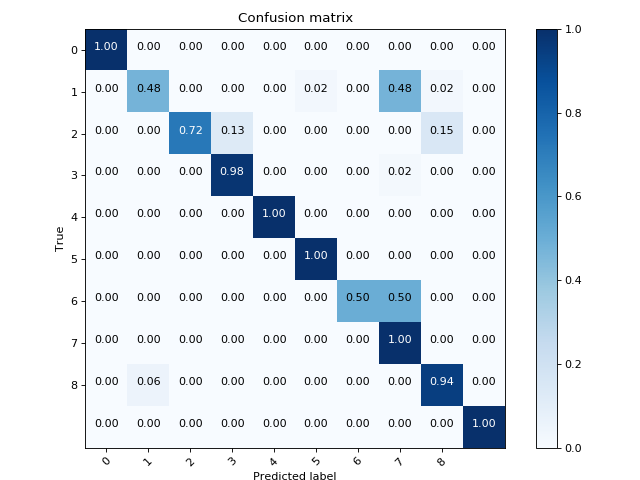 Confusion matrix
0 1.00 0.00 0.00 0.00 0.00 0.00 0.00 0.00 0.00 0.00
1 0.00 0.48 0.00 0.00 0.00 0.02 0.00 0.48 0.02 0.00
2 0.00 0.00 0.72 0.13 0.00 0.00 0.00 0.00 0.15 0.00
3 0.00 0.00 0.00 0.98 0.00 0.00 0.00 0.02 0.00 0.00
4 0.00 0.00 0.00 0.00 1.00 0.00 0.00 0.00 0.00 0.00
True
5 0.00 0.00 0.00 0.00 0.00 1.00 0.00 0.00 0.00 0.00
6 0.00 0.00 0.00 0.00 0.00 0.00 0.50 0.50 0.00 0.00
7 0.00 0.00 0.00 0.00 0.00 0.00 0.00 1.00 0.00 0.00
8 0.00 0.06 0.00 0.00 0.00 0.00 0.00 0.00 0.94 0.00
0.00 0.00 0.00 0.00 0.00 0.00 0.00 0.00 0.00 1.00
0 1 2 3 4 5 6 7 8
Predicted label
1.0
0.8
0.6
0.4
0.2
0.0